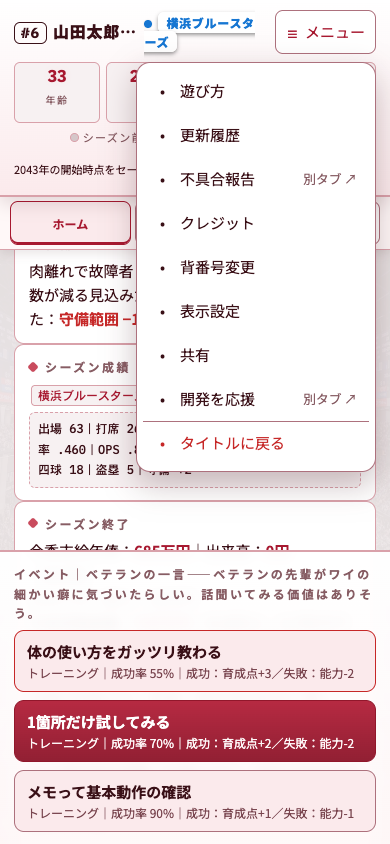 #6 山田太郎… 横浜ブルースターズ ≡ メニュー
33
年齢
シーズン
2043年の開始時点をセー
ホーム
• 遊び方
• 更新履歴
• 不具合報告 別タブ ↗
• クレジット
• 背番号変更
• 表示設定
• 共有
• 開発を応援 別タブ ↗
• タイトルに戻る
肉離れで故障者
数が減る見込み
た：守備範囲 −1
シーズン成績
横浜ブルースター
出場 63｜打席 2
率 .460｜OPS .
四球 18｜盗塁 5｜
シーズン終了
イベント｜ベテランの一言——ベテランの先輩がワイの
細かい癖に気づいたらしい。話聞いてみる価値はありそ
う。
体の使い方をガッツリ教わる
トレーニング｜成功率 55%｜成功：育成点+3／失敗：能力-2
1箇所だけ試してみる
トレーニング｜成功率 70%｜成功：育成点+2／失敗：能力-2
メモって基本動作の確認
トレーニング｜成功率 90%｜成功：育成点+1／失敗：能力-1